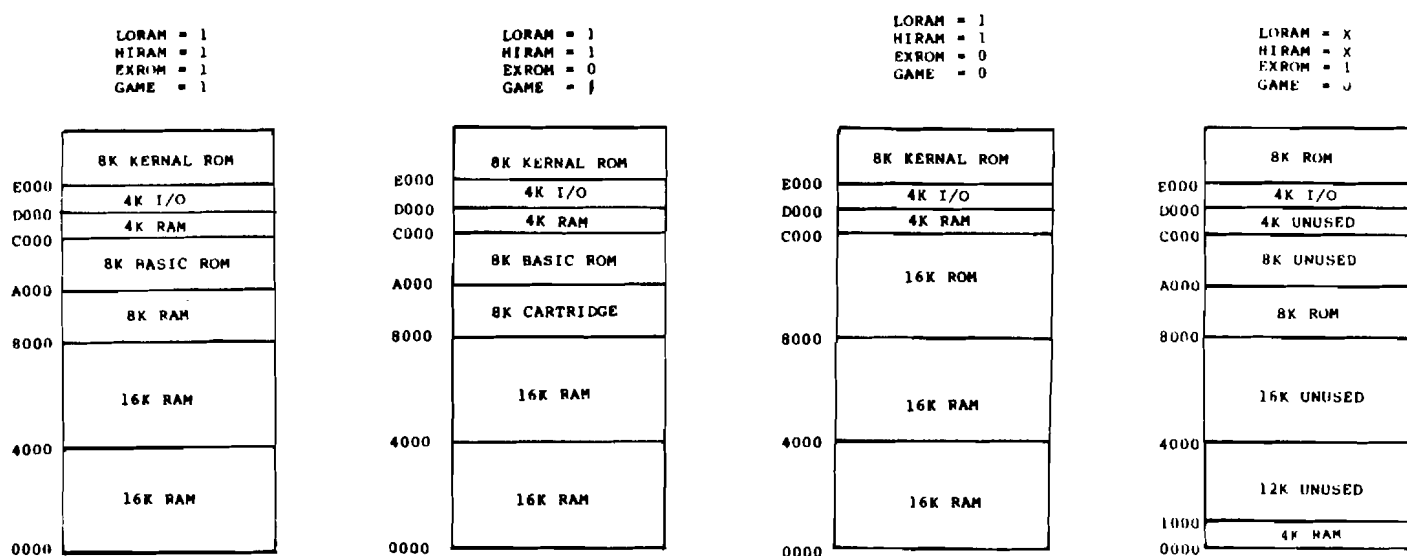 LORAM = 1
HIRAM = 1
EXROM = 1
GAME = 1
8K KERNAL ROM
E000
4K I/O
D000
4K RAM
C000
8K BASIC ROM
A000
8K RAM
8000
16K RAM
4000
16K RAM
0000
LORAM = 1
HIRAM = 1
EXROM = 0
GAME = 1
8K KERNAL ROM
E000
4K I/O
D000
4K RAM
C000
8K BASIC ROM
A000
8K CARTRIDGE
8000
16K RAM
4000
16K RAM
0000
LORAM = 1
HIRAM = 1
EXROM = 0
GAME = 0
8K KERNAL ROM
E000
4K I/O
D000
4K RAM
C000
16K ROM
8000
16K RAM
4000
16K RAM
0000
LORAM = X
HIRAM = X
EXROM = 1
GAME = 0
8K ROM
E000
4K I/O
D000
4K UNUSED
C000
8K UNUSED
A000
8K ROM
8000
16K UNUSED
4000
12K UNUSED
1000
4K RAM
0000